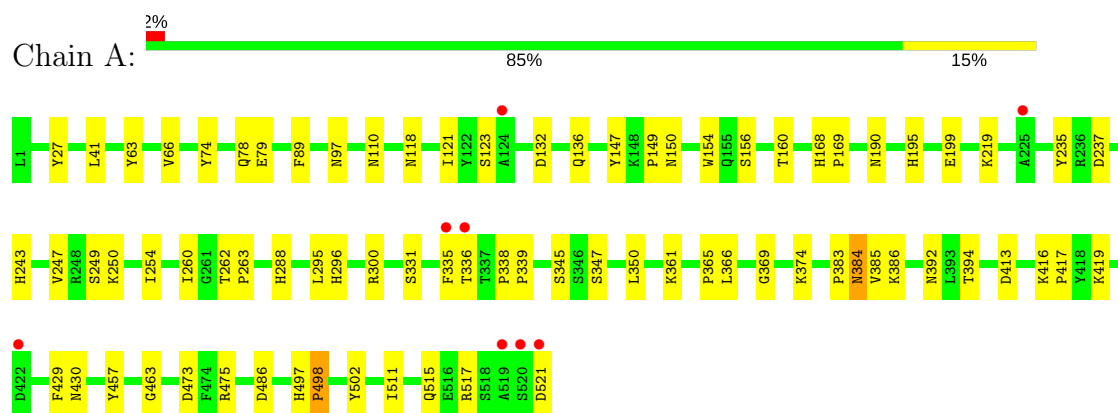 2%
Chain A:
85% 15%
L1 Y27 L41 Y63 V66 Y74 Q78 E79 F89 N97 N110 N118 I121 Y122 S123 A124 D132 Q136 Y147 K148 P149 N150 W154 Q155 S156 T160 H168 P169 N190 H195 E199 K219 A225 Y235 R236 D237
H243 V247 R248 S249 K250 I254 I260 G261 T262 P263 H288 L295 H296 R300 S331 F335 T336 T337 P338 P339 S345 S346 S347 L350 K361 P365 L366 G369 K374 P383 N384 V385 K386 N392 L393 T394 D413 K416 P417 Y418 K419
D422 F429 N430 Y457 G463 D473 F474 R475 D486 H497 P498 Y502 I511 Q515 E516 R517 S518 A519 S520 D521